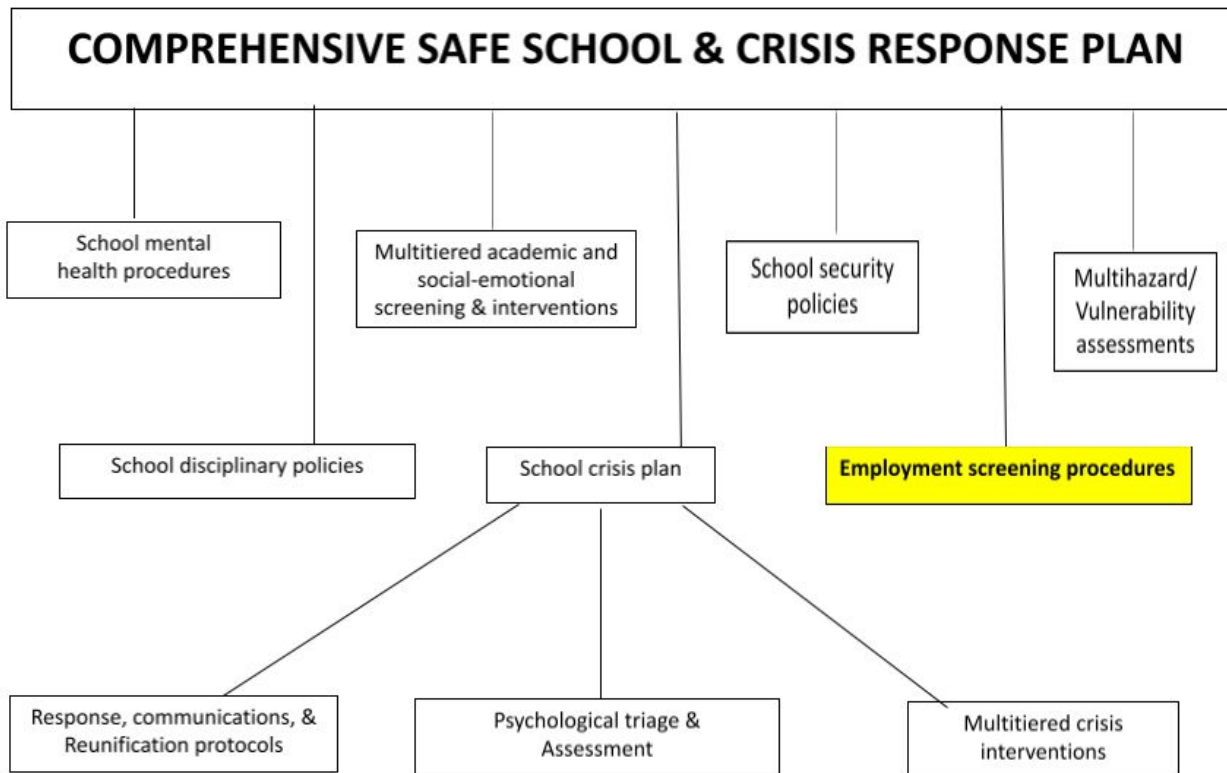 COMPREHENSIVE SAFE SCHOOL & CRISIS RESPONSE PLAN
School mental
health procedures
Multitiered academic and
social-emotional
screening & interventions
School security
policies
Multihazard/
Vulnerability
assessments
School disciplinary policies
School crisis plan
Employment screening procedures
Response, communications, &
Reunification protocols
Psychological triage &
Assessment
Multitiered crisis
interventions